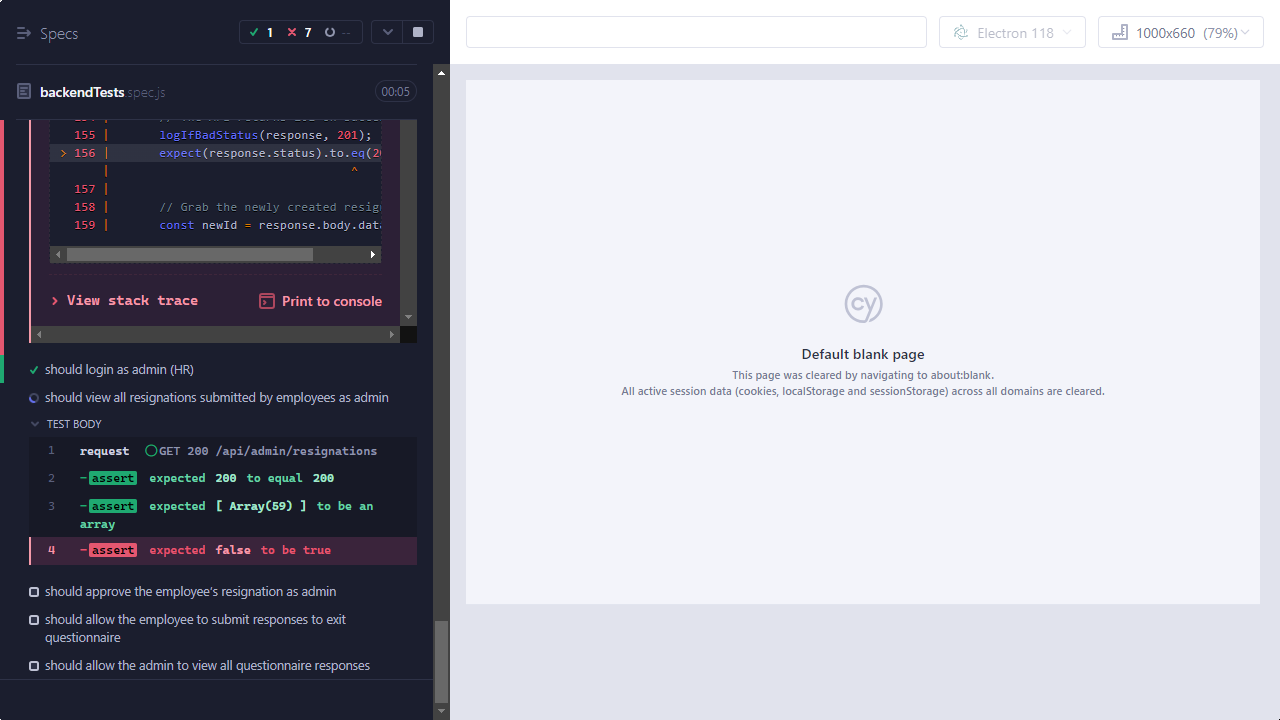 Specs
1 7 --
Electron 118
1000x660 (79%)
backendTests spec.js
00:05
155 | logIfBadStatus(response, 201);
> 156 | expect(response.status).to.eq(20
| ^
157 |
158 | // Grab the newly created resign
159 | const newId = response.body.data
> View stack trace
Print to console
should login as admin (HR)
should view all resignations submitted by employees as admin
TEST BODY
1 request GET 200 /api/admin/resignations
2 -assert expected 200 to equal 200
3 -assert expected [ Array(59) ] to be an
array
4 -assert expected false to be true
should approve the employee's resignation as admin
should allow the employee to submit responses to exit
questionnaire
should allow the admin to view all questionnaire responses
cy
Default blank page
This page was cleared by navigating to about:blank.
All active session data (cookies, localStorage and sessionStorage) across all domains are cleared.